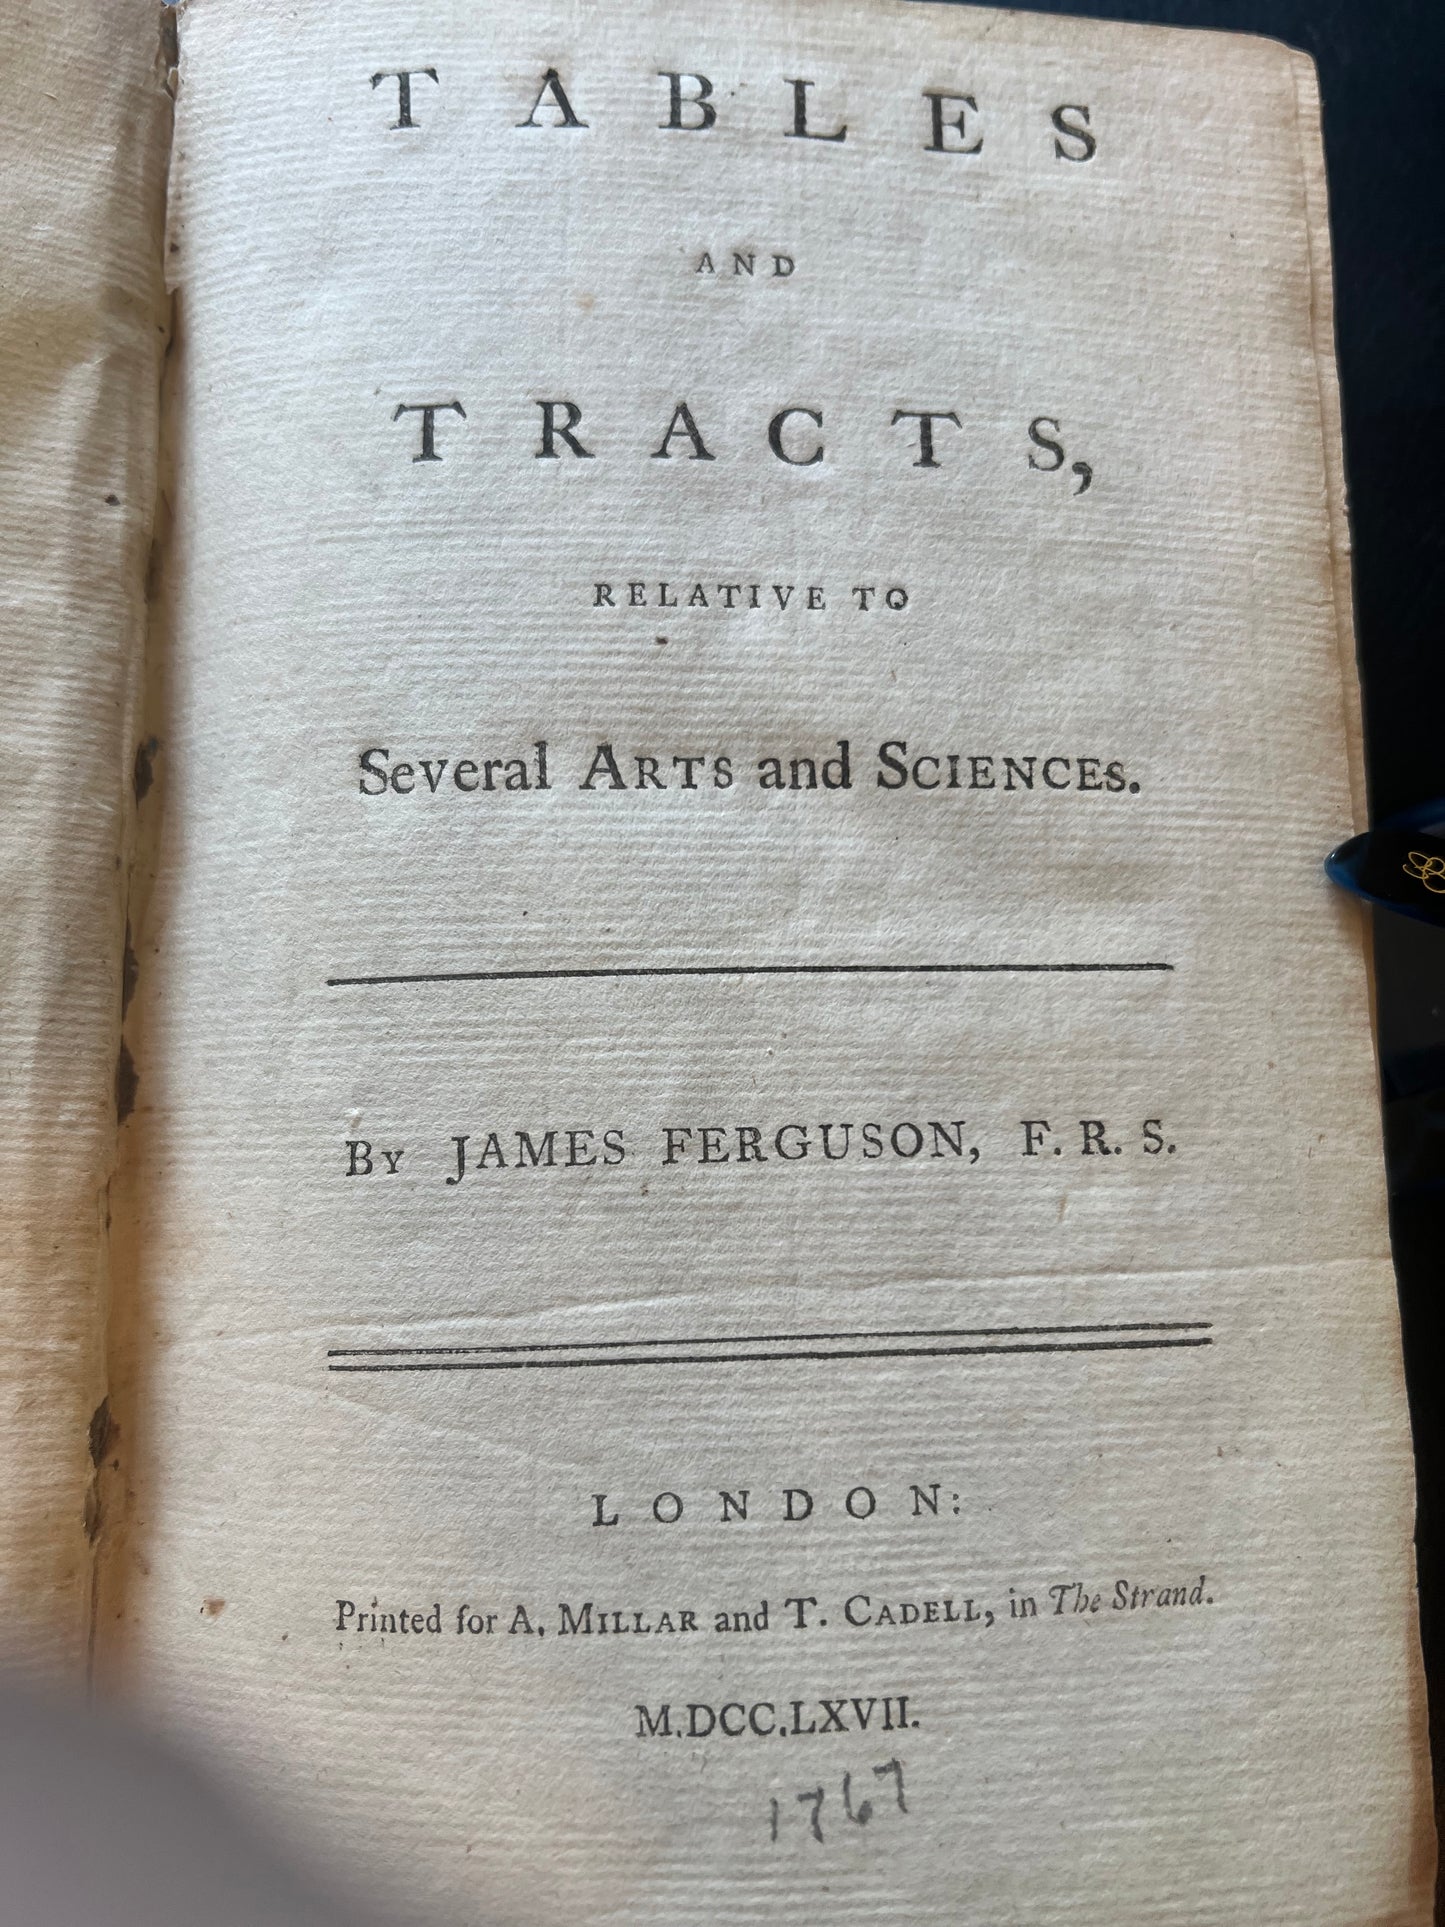 TABLES
AND
TRACTS,
RELATIVE TO
Several ARTS and SCIENCES.
By JAMES FERGUSON, F. R. S.
LONDON:
Printed for A. MILLAR and T. CADELL, in The Strand.
M.DCC.LXVII.
1767